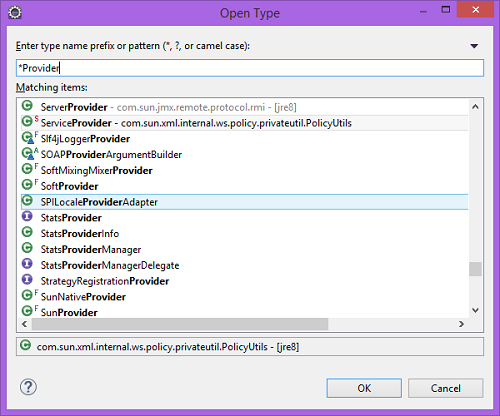 Open Type
Enter type name prefix or pattern (*, ?, or camel case):
*Provider
Matching items:
ServerProvider - com.sun.jmx.remote.protocol.rmi - [jre8]
S ServiceProvider - com.sun.xml.internal.ws.policy.privateutil.PolicyUtils
F Slf4jLoggerProvider
A SOAPProviderArgumentBuilder
F SoftMixingMixerProvider
F SoftProvider
SPILocaleProviderAdapter
StatsProvider
StatsProviderInfo
StatsProviderManager
StatsProviderManagerDelegate
StrategyRegistrationProvider
F SunNativeProvider
F SunProvider
com.sun.xml.internal.ws.policy.privateutil.PolicyUtils - [jre8]
?
OK
Cancel